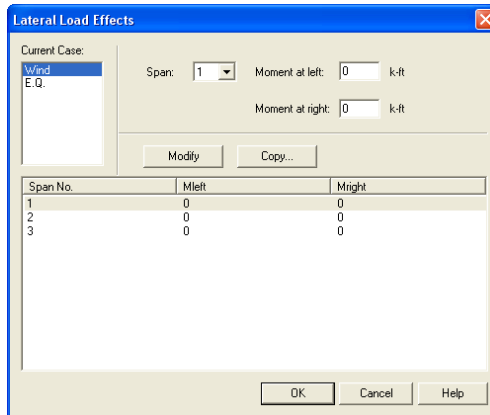 Lateral Load Effects
Current Case:
Wind
E.Q.
Span: 1 Moment at left: 0 k-ft
Moment at right: 0 k-ft
Modify Copy...
Span No. Mleft Mright
1 0 0
2 0 0
3 0 0
OK Cancel Help